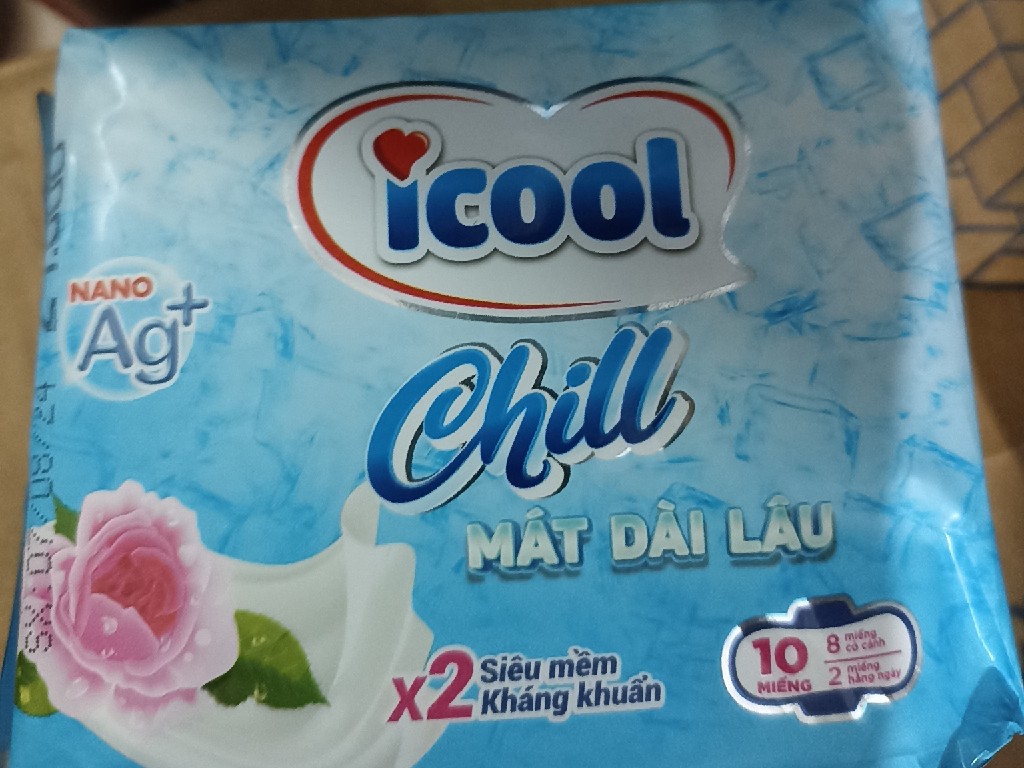 icool
NANO
Ag+
Chill
MÁT DÀI LÂU
x2 Siêu mềm
Kháng khuẩn
10
MIẾNG
8 miếng
có cánh
2 miếng
hằng ngày